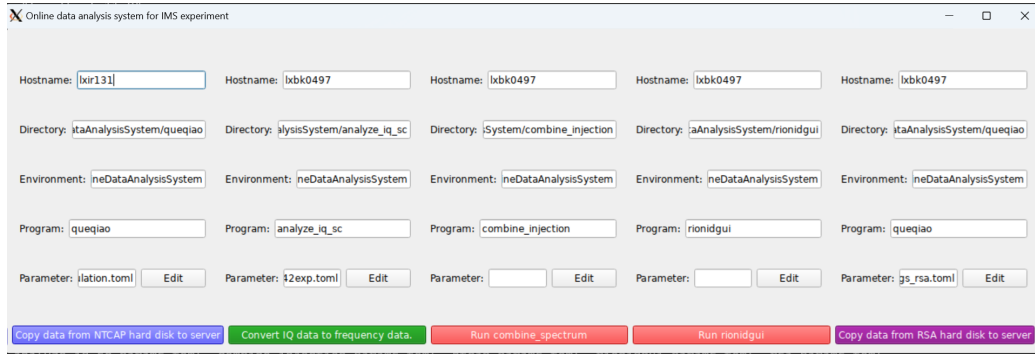 Online data analysis system for IMS experiment
Hostname: lxir131 Hostname: lxbk0497 Hostname: lxbk0497 Hostname: lxbk0497 Hostname: lxbk0497
Directory: ataAnalysisSystem/queqiao Directory: alysisSystem/analyze_iq_sc Directory: System/combine_injection Directory: aAnalysisSystem/rionidgui Directory: ataAnalysisSystem/queqiao
Environment: neDataAnalysisSystem Environment: neDataAnalysisSystem Environment: neDataAnalysisSystem Environment: neDataAnalysisSystem Environment: neDataAnalysisSystem
Program: queqiao Program: analyze_iq_sc Program: combine_injection Program: rionidgui Program: queqiao
Parameter: ulation.toml Edit Parameter: 42exp.toml Edit Parameter: Edit Parameter: Edit Parameter: gs_rsa.toml Edit
Copy data from NTCAP hard disk to server Convert IQ data to frequency data. Run combine_spectrum Run rionidgui Copy data from RSA hard disk to server